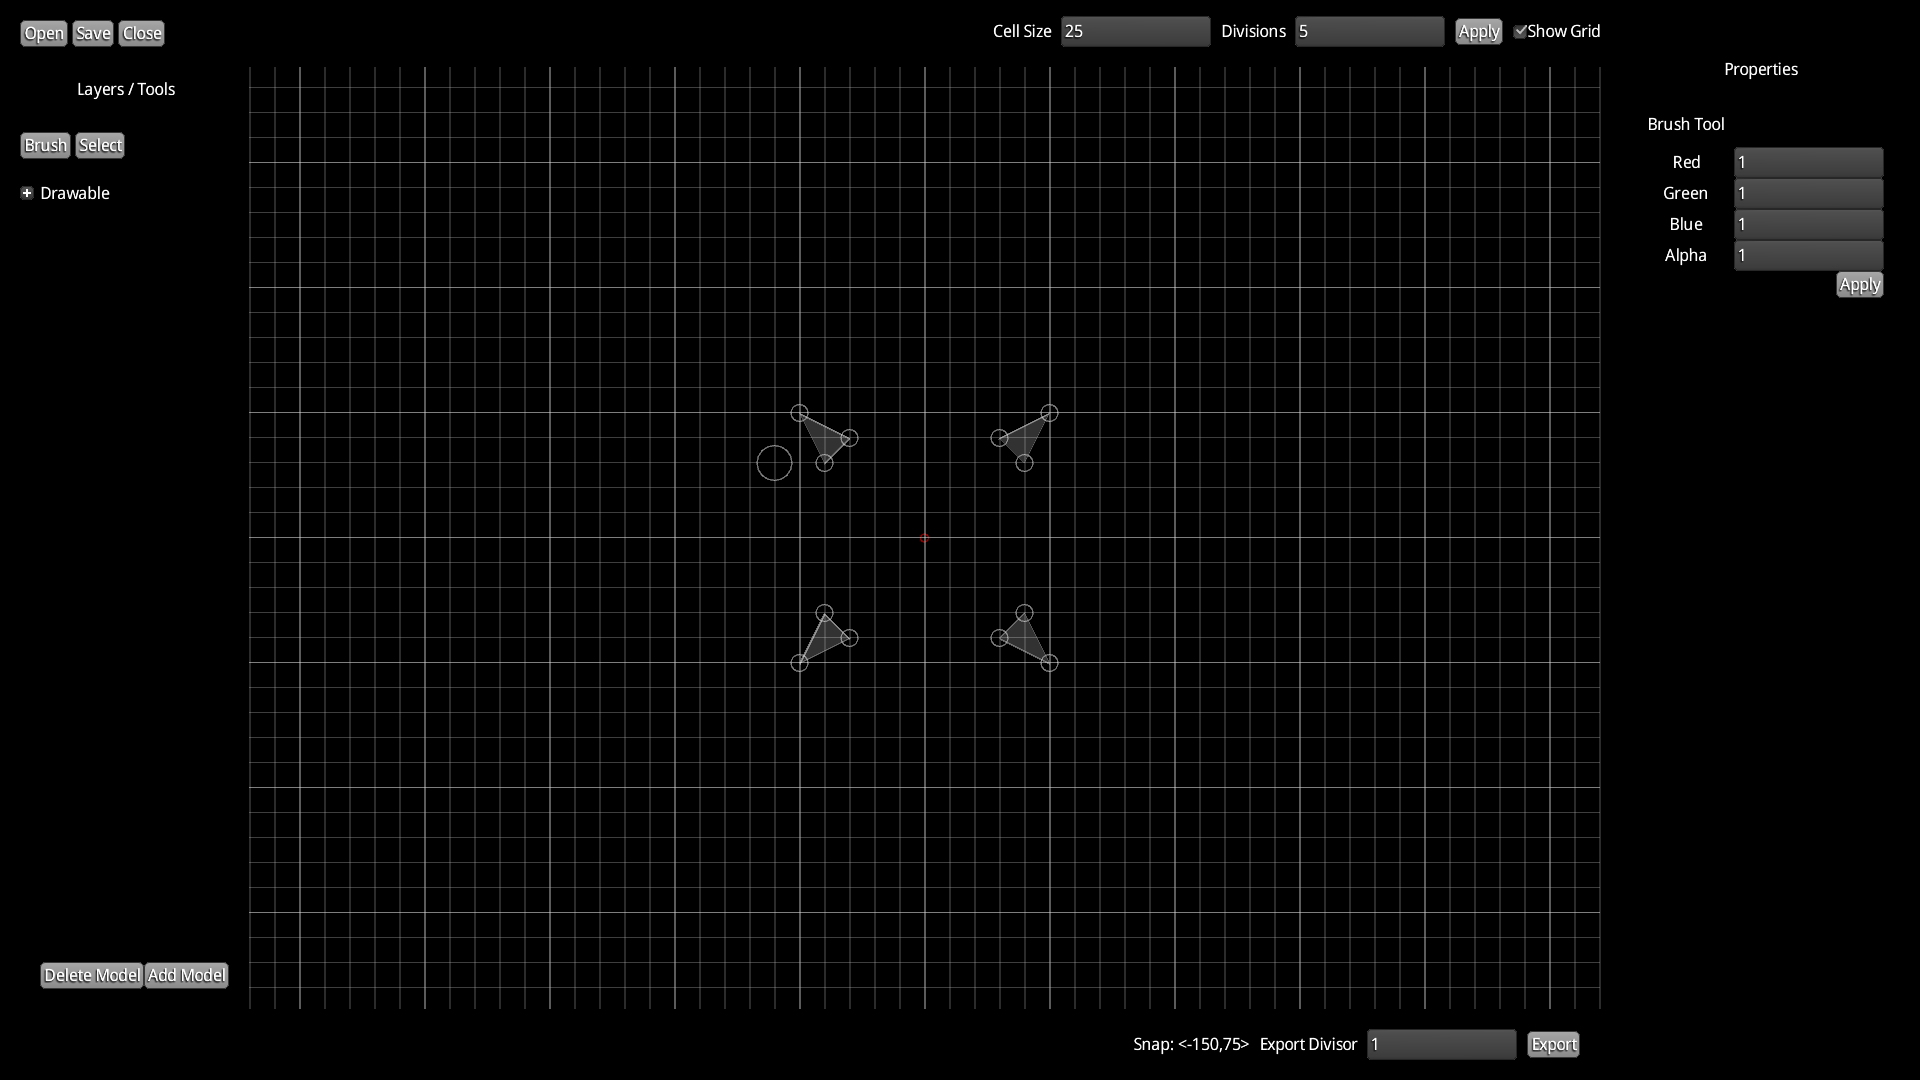 Open Save Close
Cell Size 25 Divisions 5 Apply Show Grid
Layers / Tools
Brush Select
Drawable
Properties
Brush Tool
Red 1
Green 1
Blue 1
Alpha 1
Apply
Delete Model Add Model
Snap: <-150,75> Export Divisor 1 Export